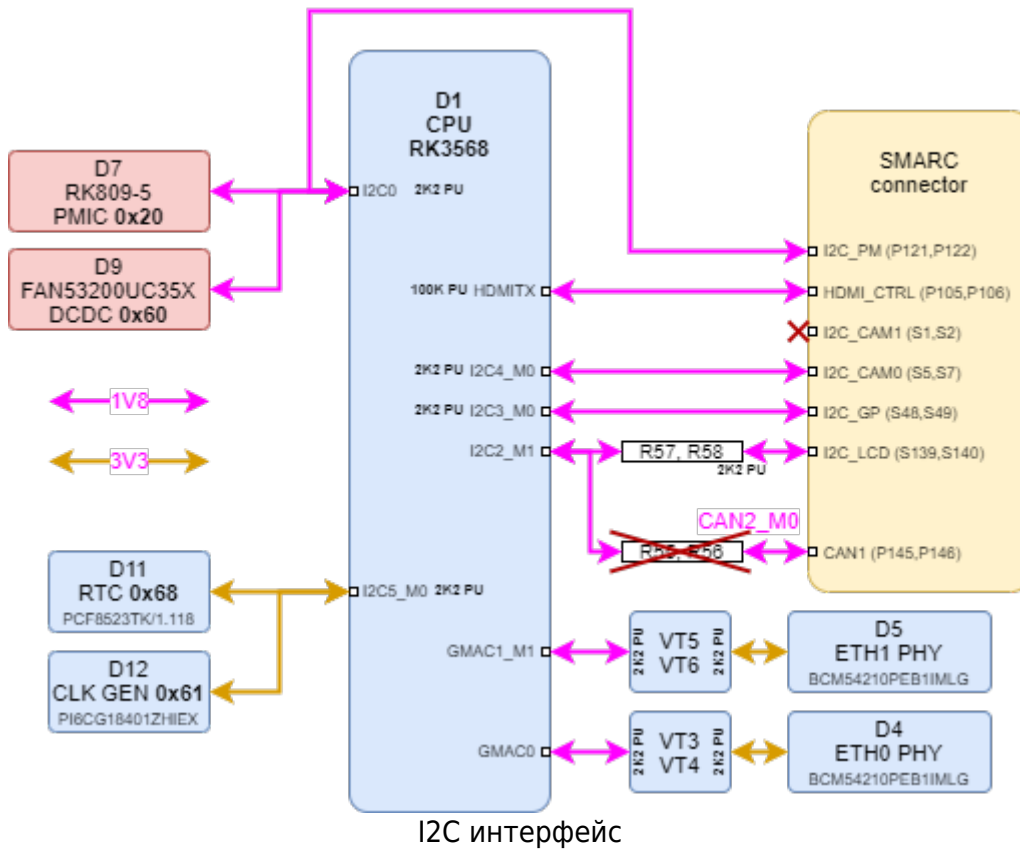 D1
CPU
RK3568
D7
RK809-5
PMIC 0x20
D9
FAN53200UC35X
DCDC 0x60
1V8
3V3
D11
RTC 0x68
PCF8523TK/1.118
D12
CLK GEN 0x61
PI6CG18401ZHIEX
I2C0 2K2 PU
100K PU HDMITX
2K2 PU I2C4_M0
2K2 PU I2C3_M0
I2C2_M1
I2C5_M0 2K2 PU
GMAC1_M1
GMAC0
SMARC
connector
I2C_PM (P121,P122)
HDMI_CTRL (P105,P106)
I2C_CAM1 (S1,S2)
I2C_CAM0 (S5,S7)
I2C_GP (S48,S49)
I2C_LCD (S139,S140)
CAN1 (P145,P146)
R57, R58
2K2 PU
CAN2_M0
R55, R56
2K2 PU
VT5
VT6
2K2 PU
D5
ETH1 PHY
BCM54210PEB1IMLG
2K2 PU
VT3
VT4
2K2 PU
D4
ETH0 PHY
BCM54210PEB1IMLG
I2C интерфейс